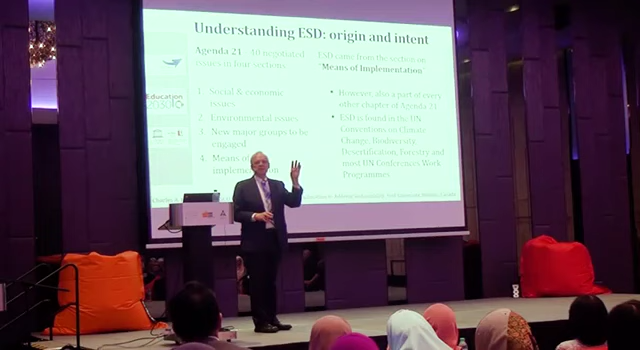 Understanding ESD: origin and intent
Agenda 21 - 40 negotiated
issues in four sections
1. Social & economic
issues
2. Environmental issues
3. New major groups to be
engaged
4. Means of
implementation
ESD came from the section on
"Means of Implementation"
• However, also a part of every
other chapter of Agenda 21
• ESD is found in the UN
Conventions on Climate
Change, Biodiversity,
Desertification, Forestry and
most UN Conferences Work
Programmes
Education
2030
Charles